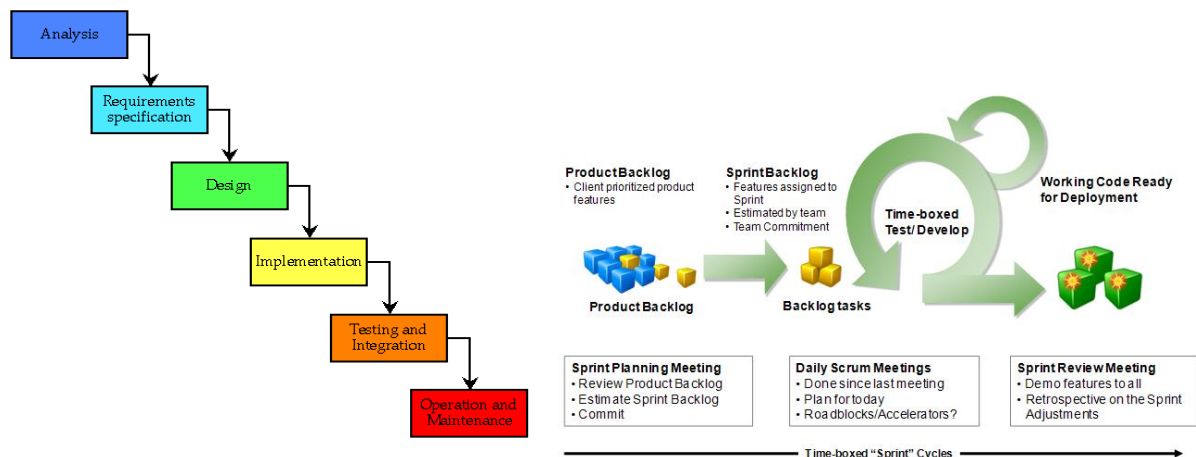 Analysis
Requirements
specification
Design
Implementation
Testing and
Integration
Operation and
Maintenance
Product Backlog
• Client prioritized product
features
Sprint Backlog
• Features assigned to
Sprint
• Estimated by team
• Team Commitment
Time-boxed
Test/ Develop
Working Code Ready
for Deployment
Product Backlog
Backlog tasks
Sprint Planning Meeting
• Review Product Backlog
• Estimate Sprint Backlog
• Commit
Daily Scrum Meetings
• Done since last meeting
• Plan for today
• Roadblocks/Accelerators?
Sprint Review Meeting
• Demo features to all
• Retrospective on the Sprint
Adjustments
Time-boxed “Sprint” Cycles